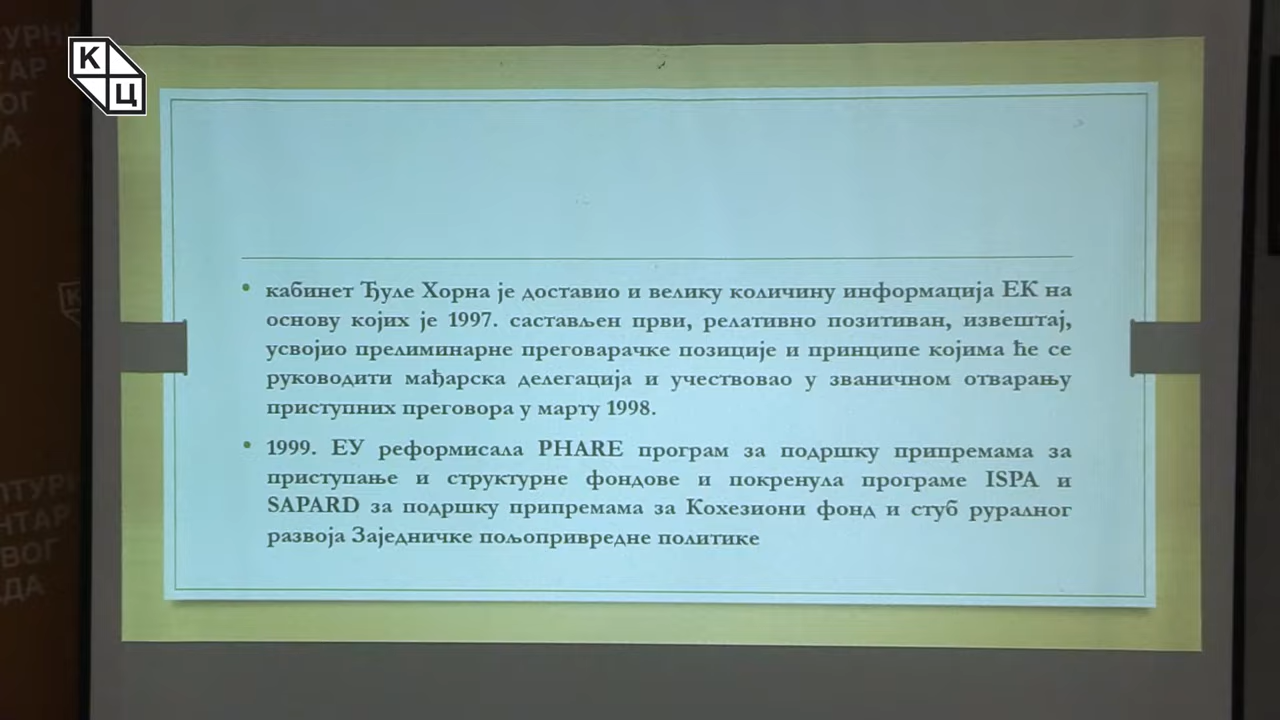 К
Ц
кабинет Ђуле Хорна је доставио и велику количину информација ЕК на
основу којих је 1997. састављен први, релативно позитиван, извештај,
усвојио прелиминарне преговарачке позиције и принципе којима ће се
руководити мађарска делегација и учествовао у званичном отварању
приступних преговора у марту 1998.
1999. ЕУ реформисала PHARE програм за подршку припремама за
приступање и структурне фондове и покренула програме ISPA и
SAPARD за подршку припремама за Кохезиони фонд и стуб руралног
развоја Заједничке пољопривредне политике